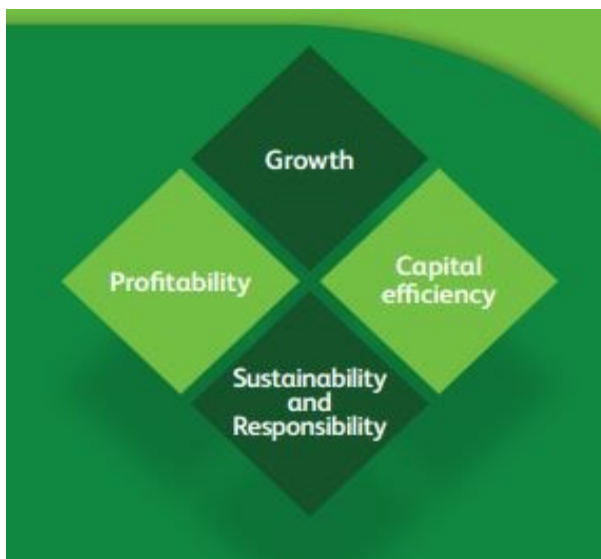 Growth
Profitability
Capital
efficiency
Sustainability
and
Responsibility